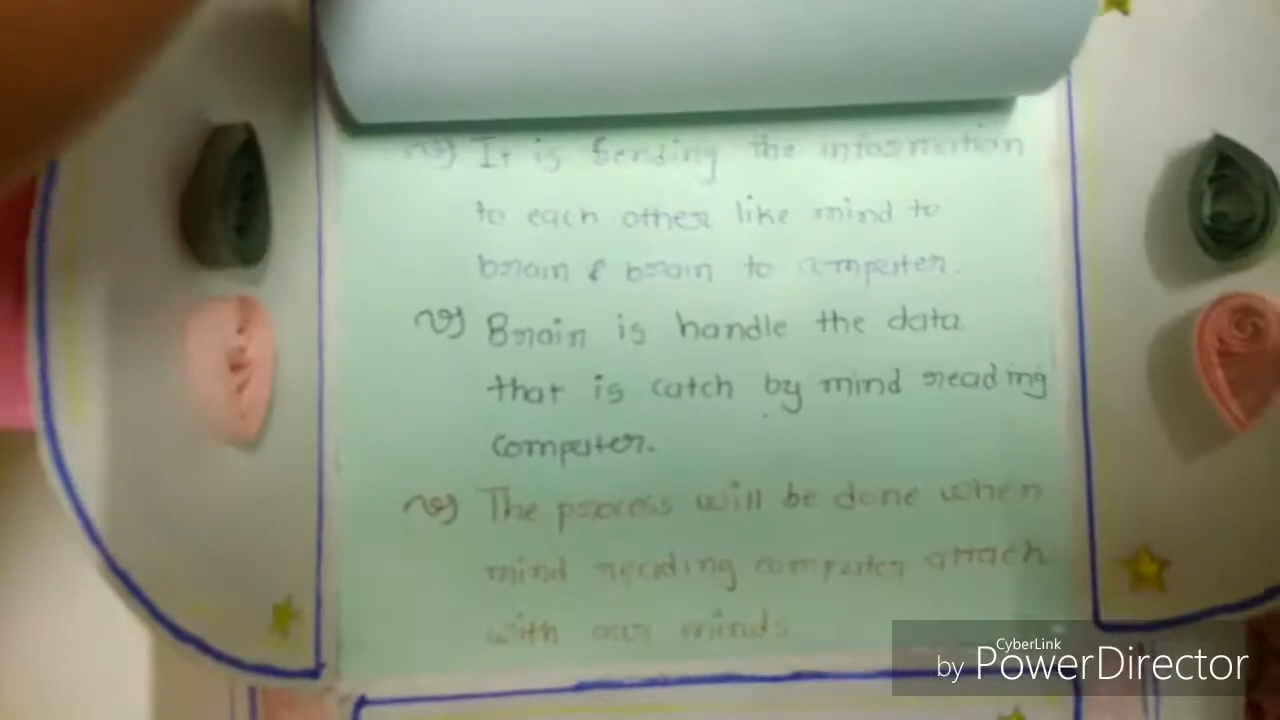 It is sending the information
to each other like mind to
brain & brain to computer.
Brain is handle the data
that is catch by mind reading
computer.
The process will be done when
mind reading computer attach
with our minds
CyberLink
by PowerDirector